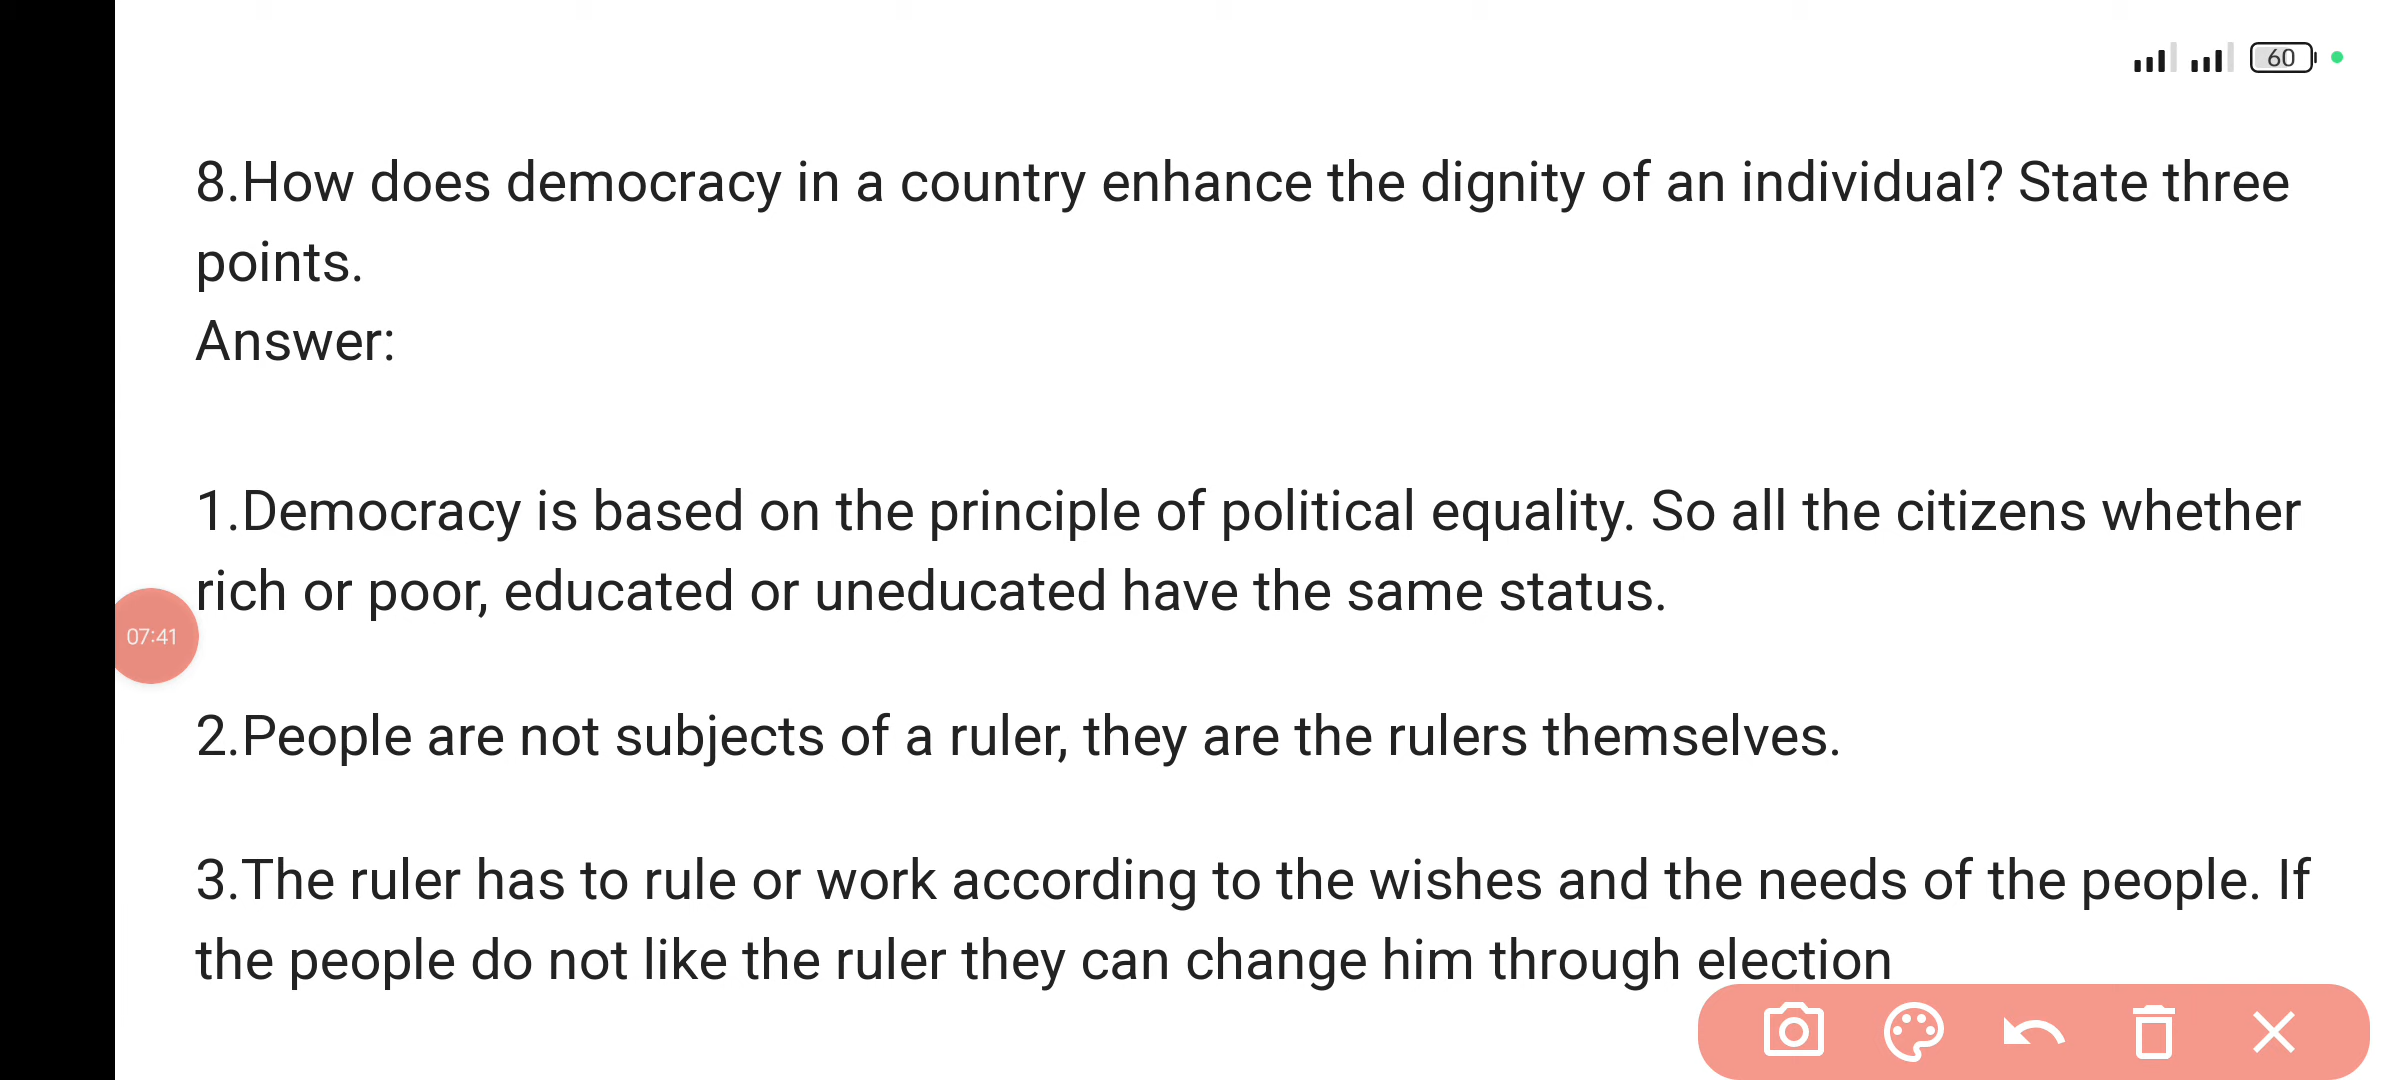 60
8.How does democracy in a country enhance the dignity of an individual? State three
points.
Answer:
1.Democracy is based on the principle of political equality. So all the citizens whether
rich or poor, educated or uneducated have the same status.
07:41
2.People are not subjects of a ruler, they are the rulers themselves.
3.The ruler has to rule or work according to the wishes and the needs of the people. If
the people do not like the ruler they can change him through election